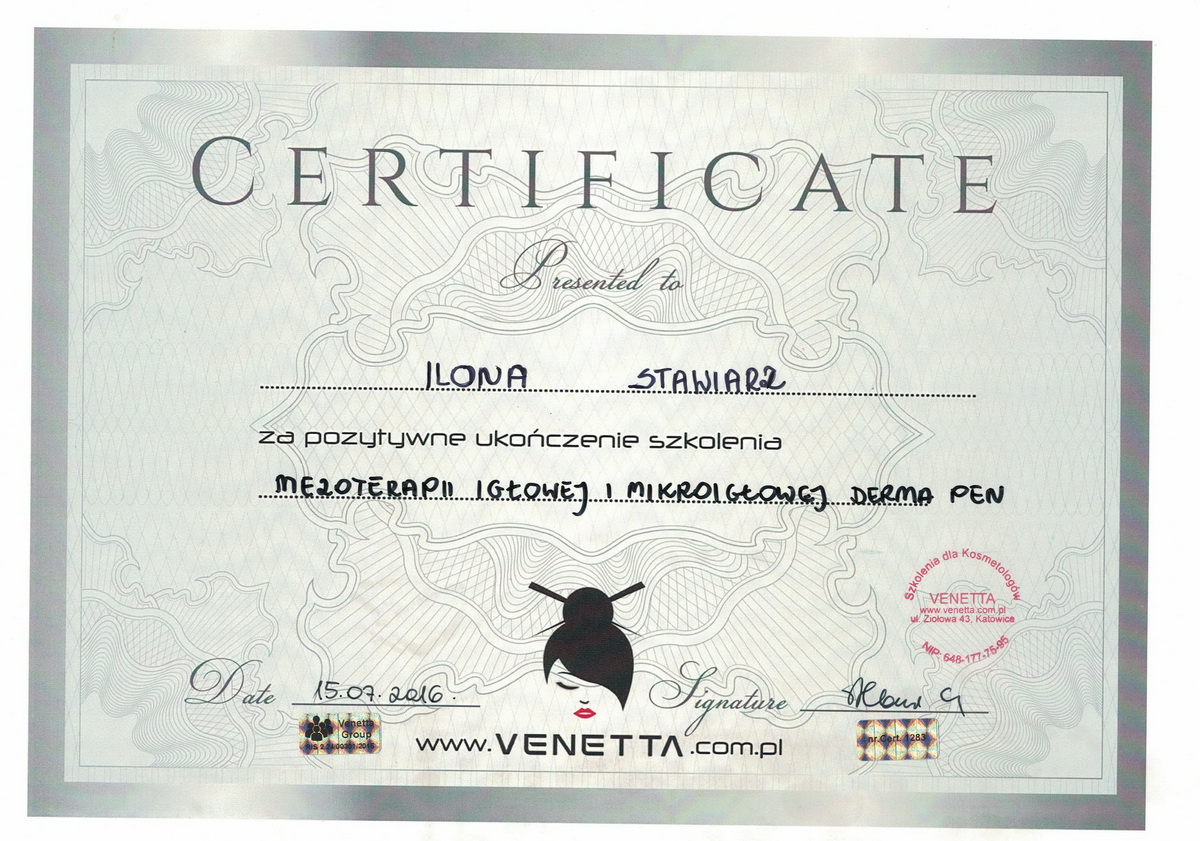 CERTIFICATE
Presented to
ILONA STAWIARZ
za pozytywne ukończenie szkolenia
MEZOTERAPII IGŁOWEJ I MIKROIGŁOWEJ DERMA PEN
Szkolenia dla Kosmetologów
VENETTA
www.venetta.com.pl
ul. Ziołowa 43, Katowice
NIP: 648-177-75-95
Date 15.07.2016.
Signature
Venetta
Group
nr.Cert. 1283
www.VENETTA.com.pl